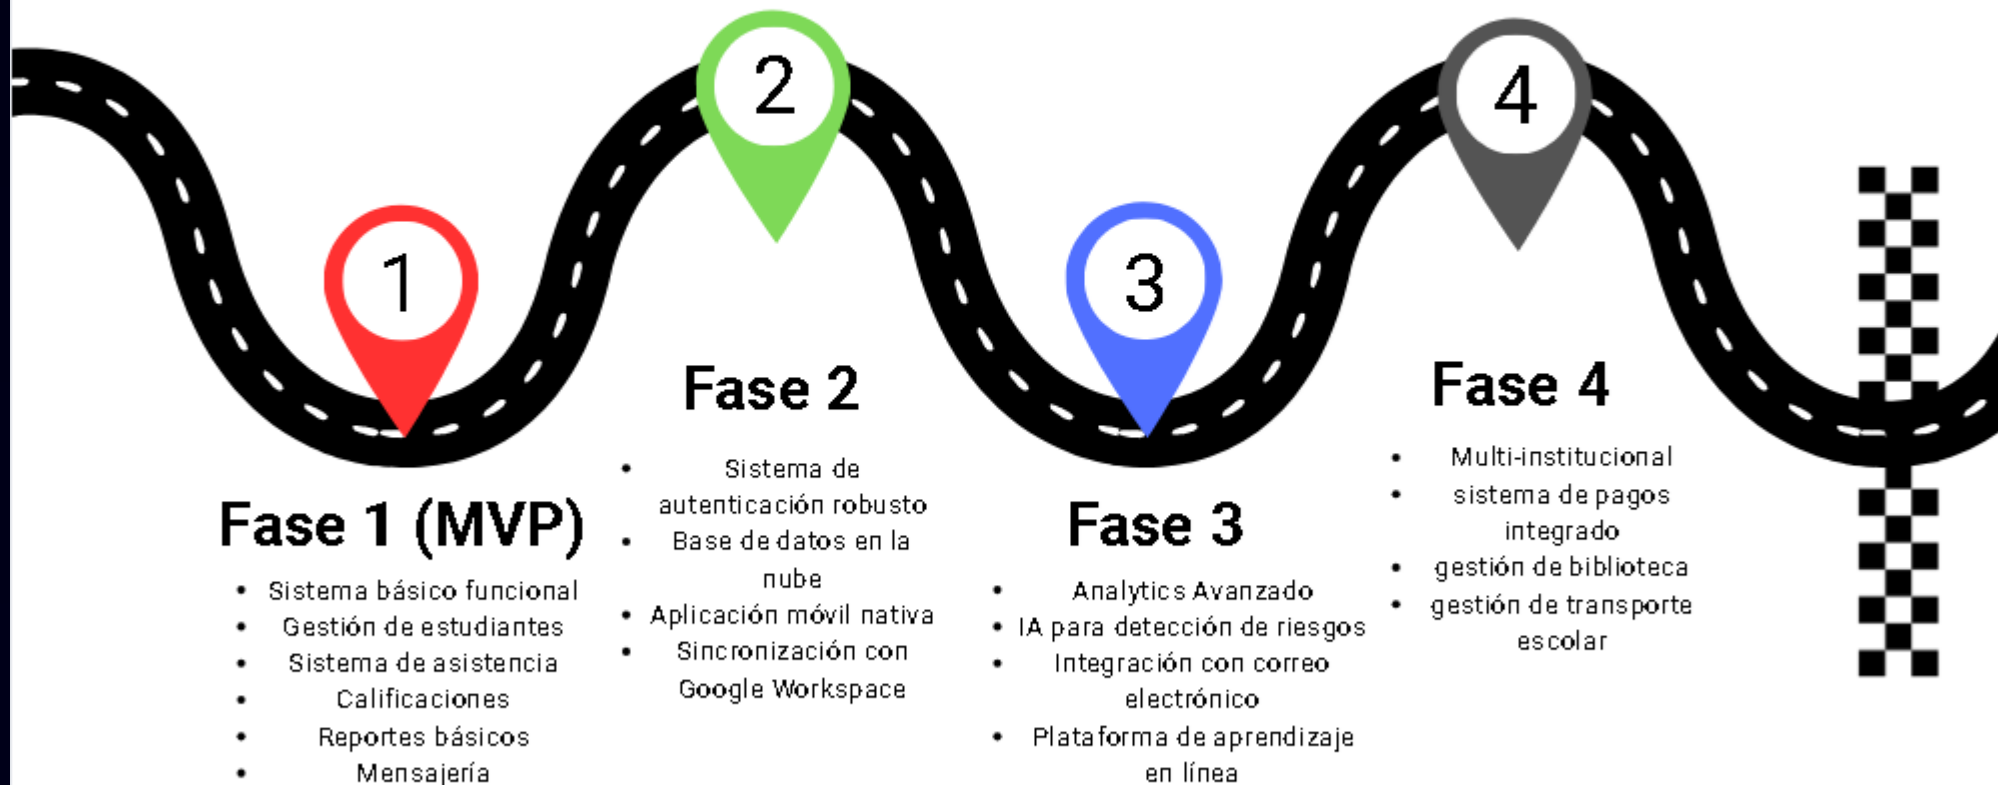 1
Fase 1 (MVP)
• Sistema básico funcional
• Gestión de estudiantes
• Sistema de asistencia
• Calificaciones
• Reportes básicos
• Mensajería
2
Fase 2
• Sistema de
autenticación robusto
• Base de datos en la
nube
• Aplicación móvil nativa
• Sincronización con
Google Workspace
3
Fase 3
• Analytics Avanzado
• IA para detección de riesgos
• Integración con correo
electrónico
• Plataforma de aprendizaje
en línea
4
Fase 4
• Multi-institucional
• sistema de pagos
integrado
• gestión de biblioteca
• gestión de transporte
escolar